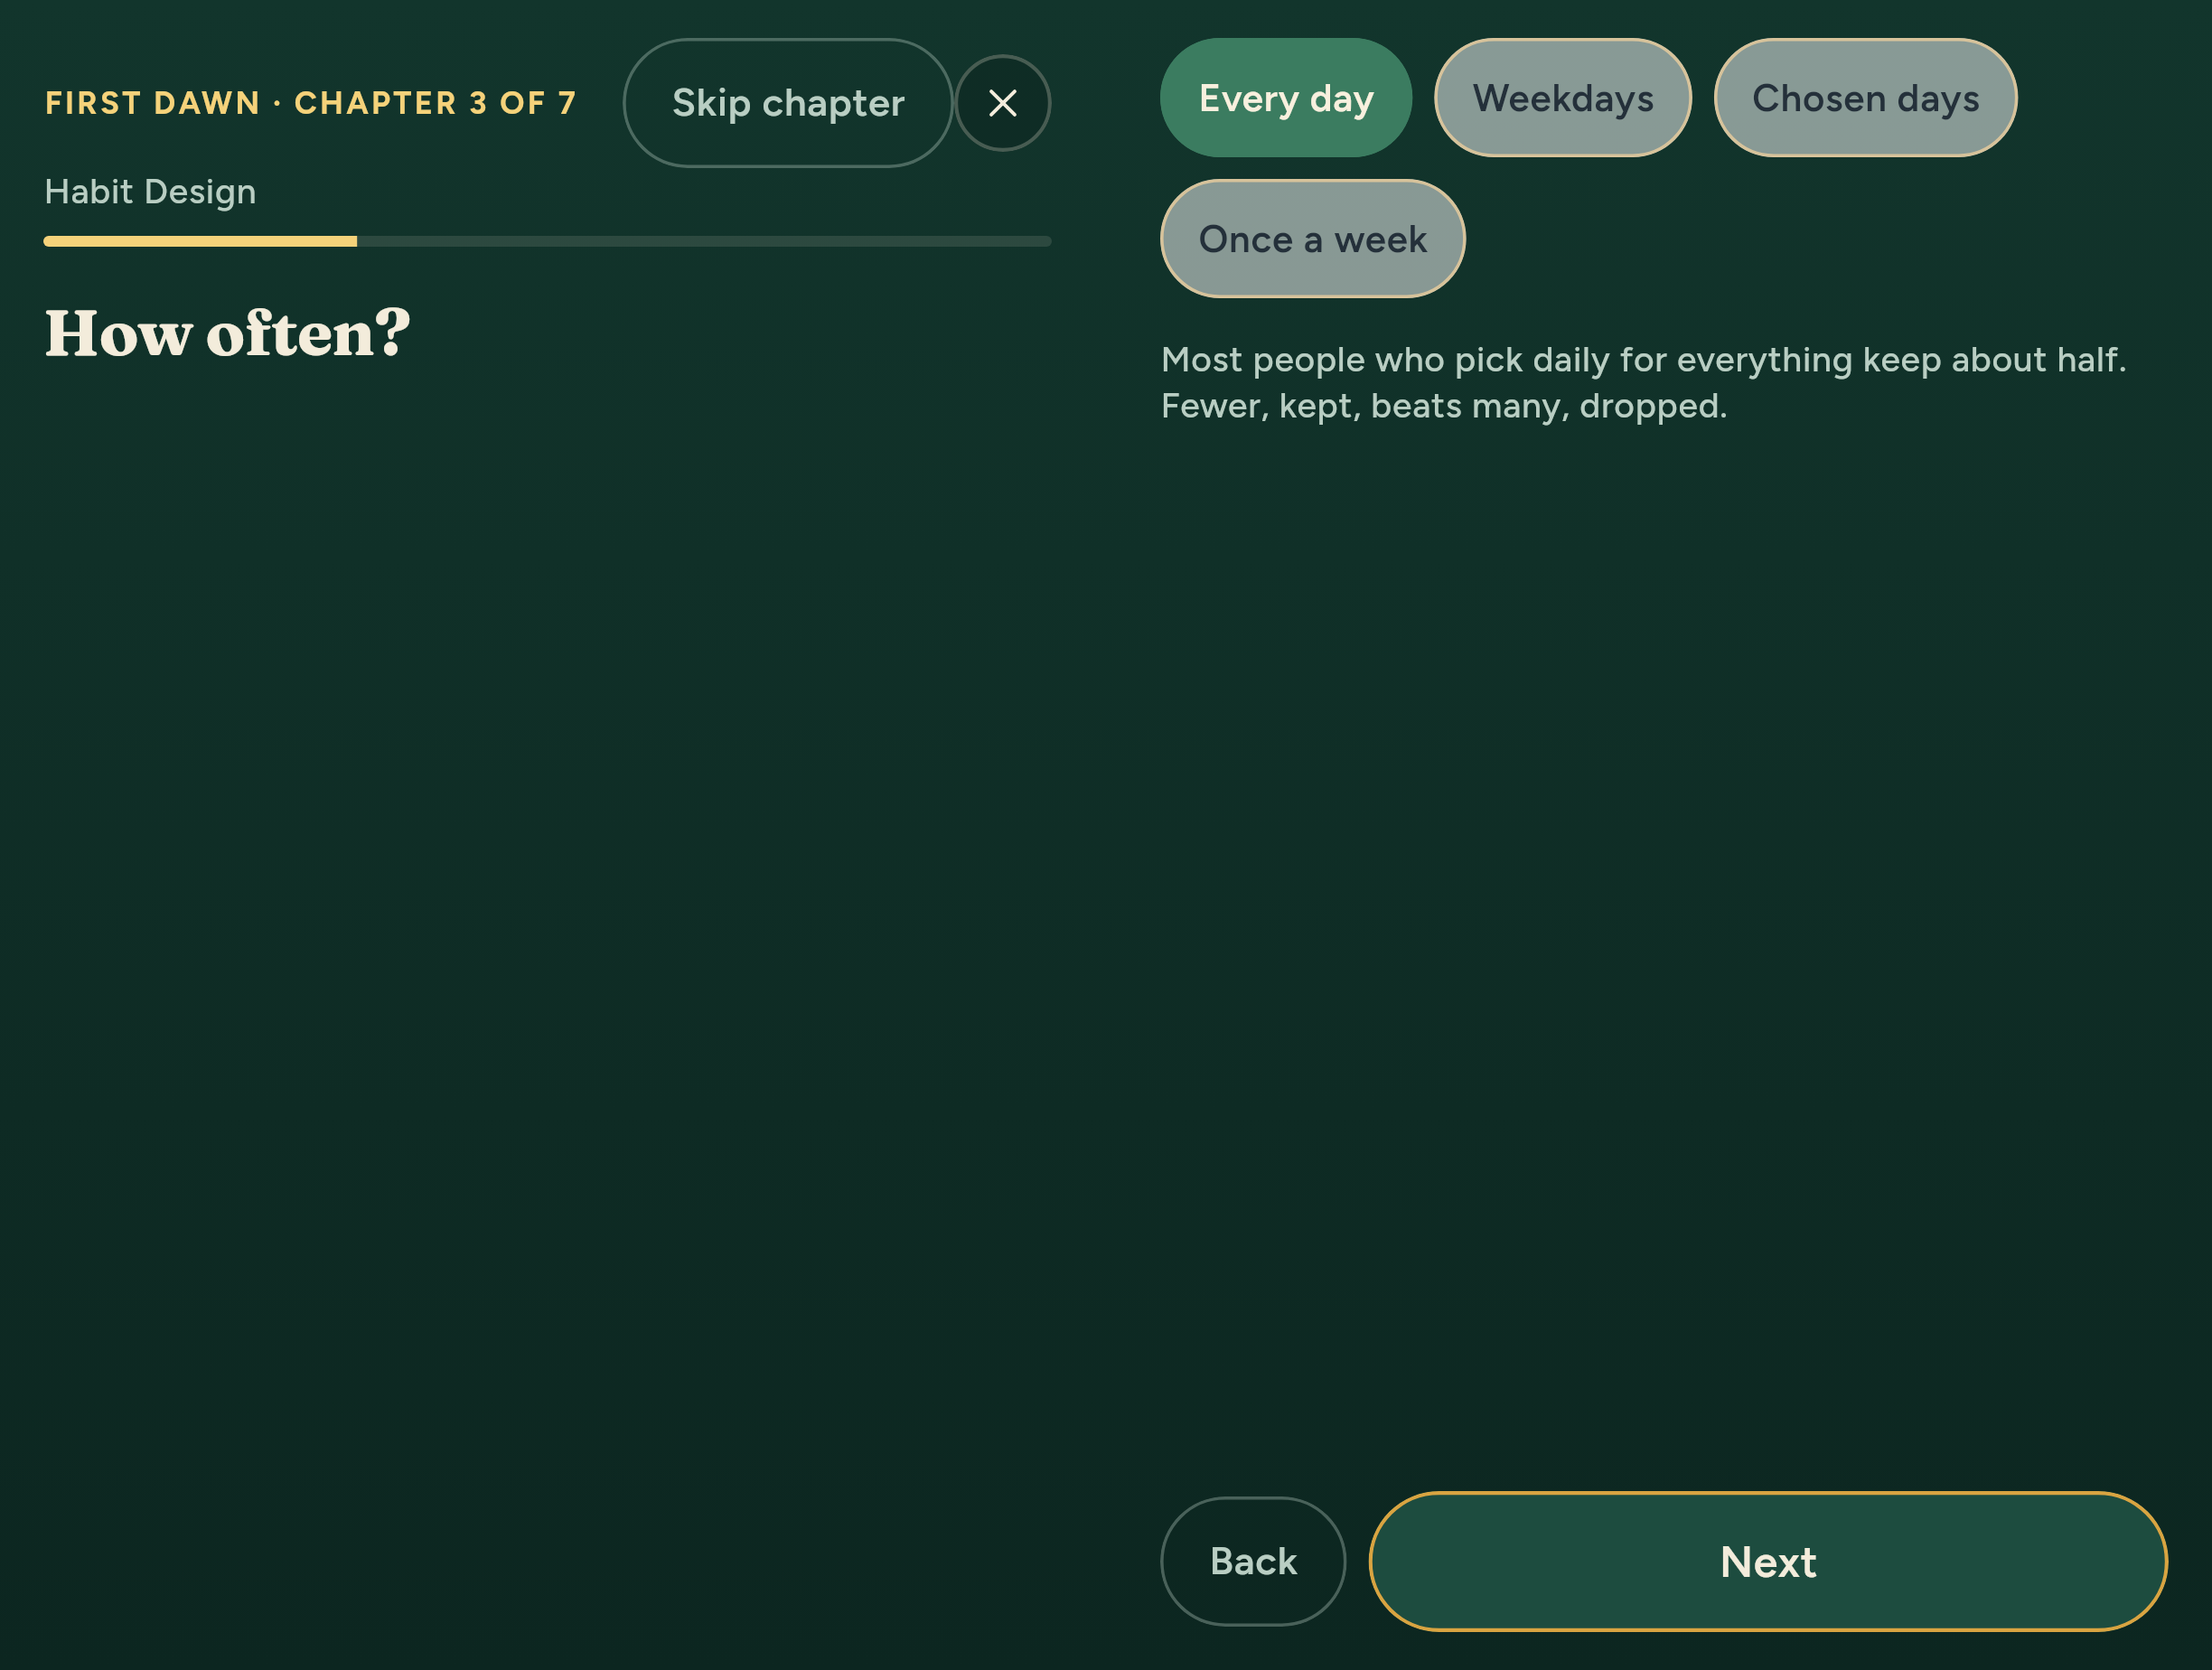 FIRST DAWN · CHAPTER 3 OF 7
Skip chapter
Habit Design
How often?
Every day
Weekdays
Chosen days
Once a week
Most people who pick daily for everything keep about half.
Fewer, kept, beats many, dropped.
Back
Next